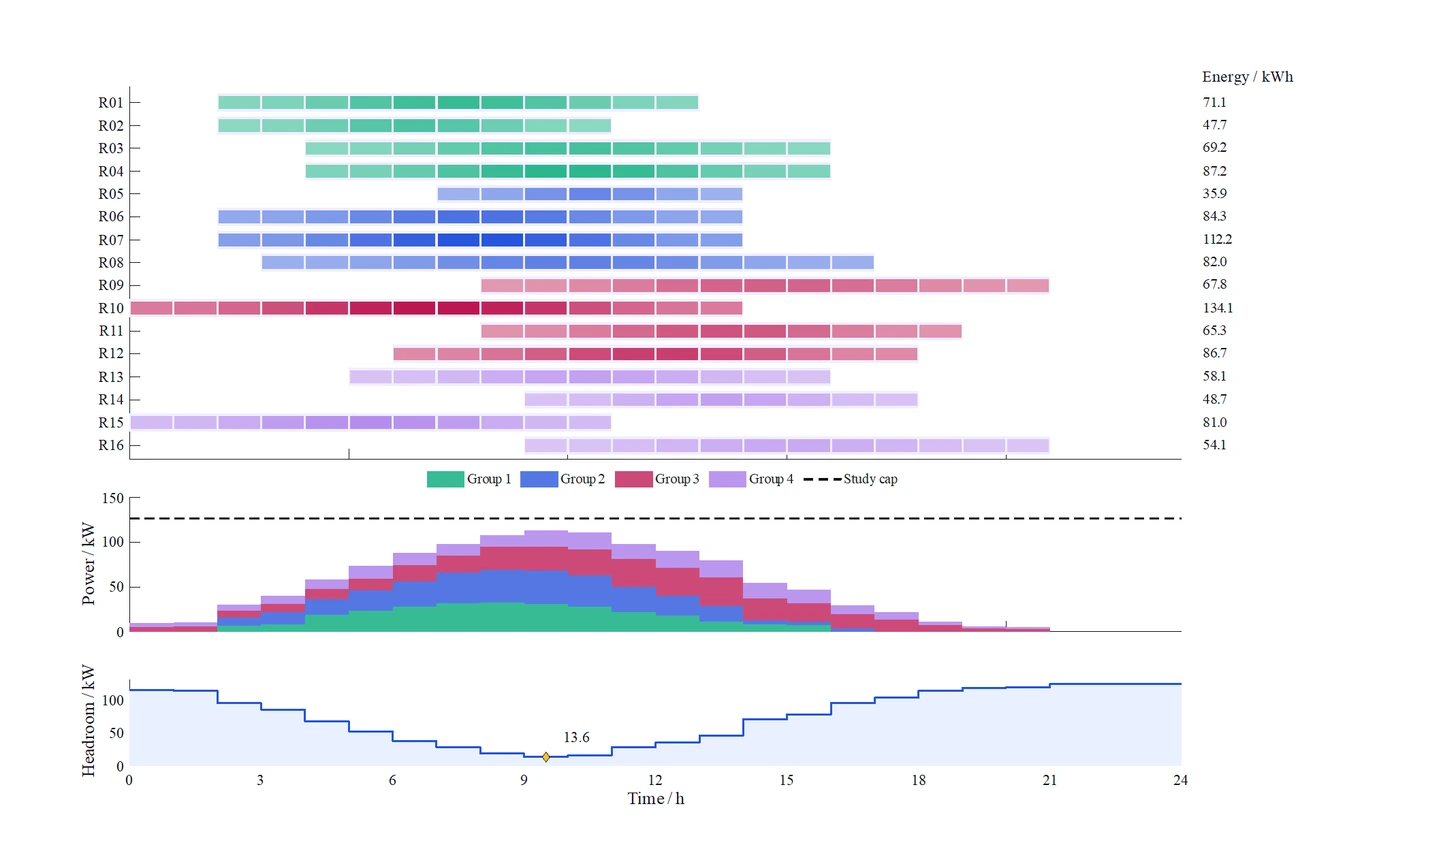 Energy / kWh
R01 71.1
R02 47.7
R03 69.2
R04 87.2
R05 35.9
R06 84.3
R07 112.2
R08 82.0
R09 67.8
R10 134.1
R11 65.3
R12 86.7
R13 58.1
R14 48.7
R15 81.0
R16 54.1
Group 1 Group 2 Group 3 Group 4 Study cap
Power / kW
150
100
50
0
Headroom / kW
100
50
0
13.6
0 3 6 9 12 15 18 21 24
Time / h